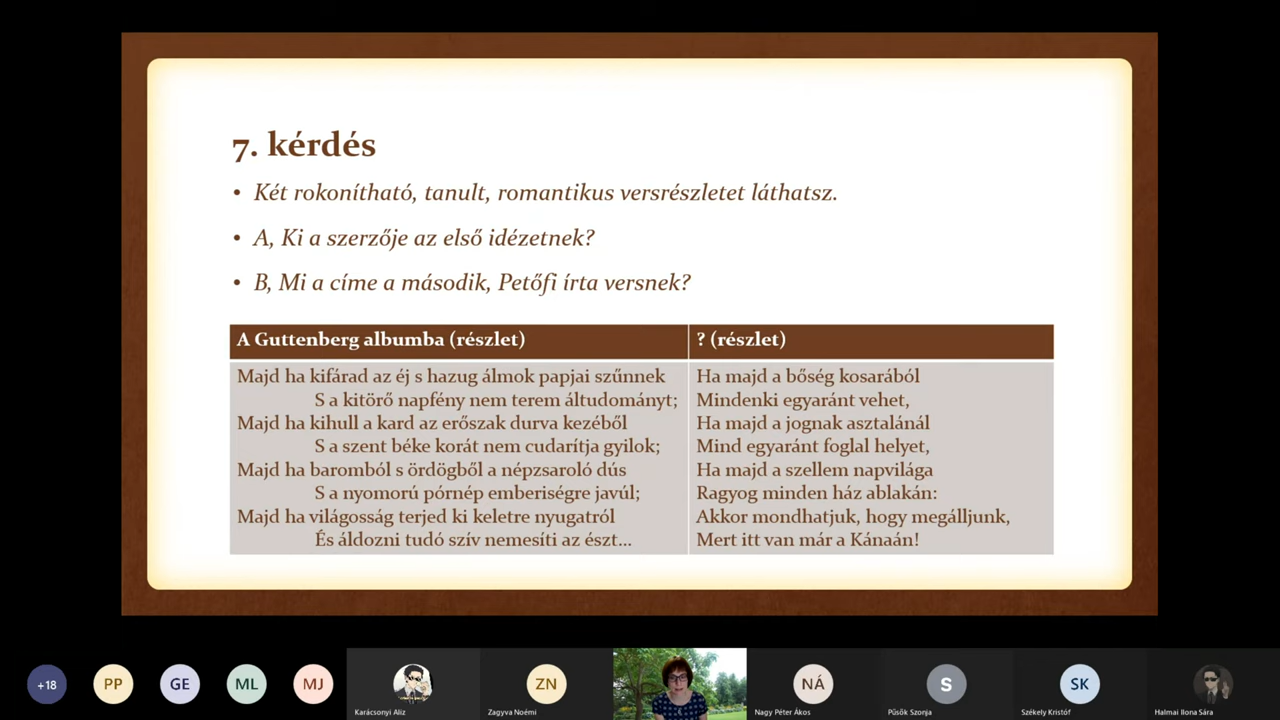 7. kérdés
• Két rokonítható, tanult, romantikus versrészletet láthatsz.
• A, Ki a szerzője az első idézetnek?
• B, Mi a címe a második, Petőfi írta versnek?
A Guttenberg albumba (részlet)
Majd ha kifárad az éj s hazug álmok papjai szűnnek
S a kitörő napfény nem terem áltudományt;
Majd ha kihull a kard az erőszak durva kezéből
S a szent béke korát nem cudarítja gyilok;
Majd ha baromból s ördögből a népzsaroló dús
S a nyomorú pórnép emberiségre javúl;
Majd ha világosság terjed ki keletre nyugatról
És áldozni tudó szív nemesíti az észt...
? (részlet)
Ha majd a bőség kosarából
Mindenki egyaránt vehet,
Ha majd a jognak asztalánál
Mind egyaránt foglal helyet,
Ha majd a szellem napvilága
Ragyog minden ház ablakán:
Akkor mondhatjuk, hogy megálljunk,
Mert itt van már a Kánaán!
+18
PP
GE
ML
MJ
Karácsonyi Alíz
ZN
Zagyva Noémi
NÁ
Nagy Péter Ákos
S
Püsök Szonja
SK
Székely Kristóf
Halmai Ilona Sára